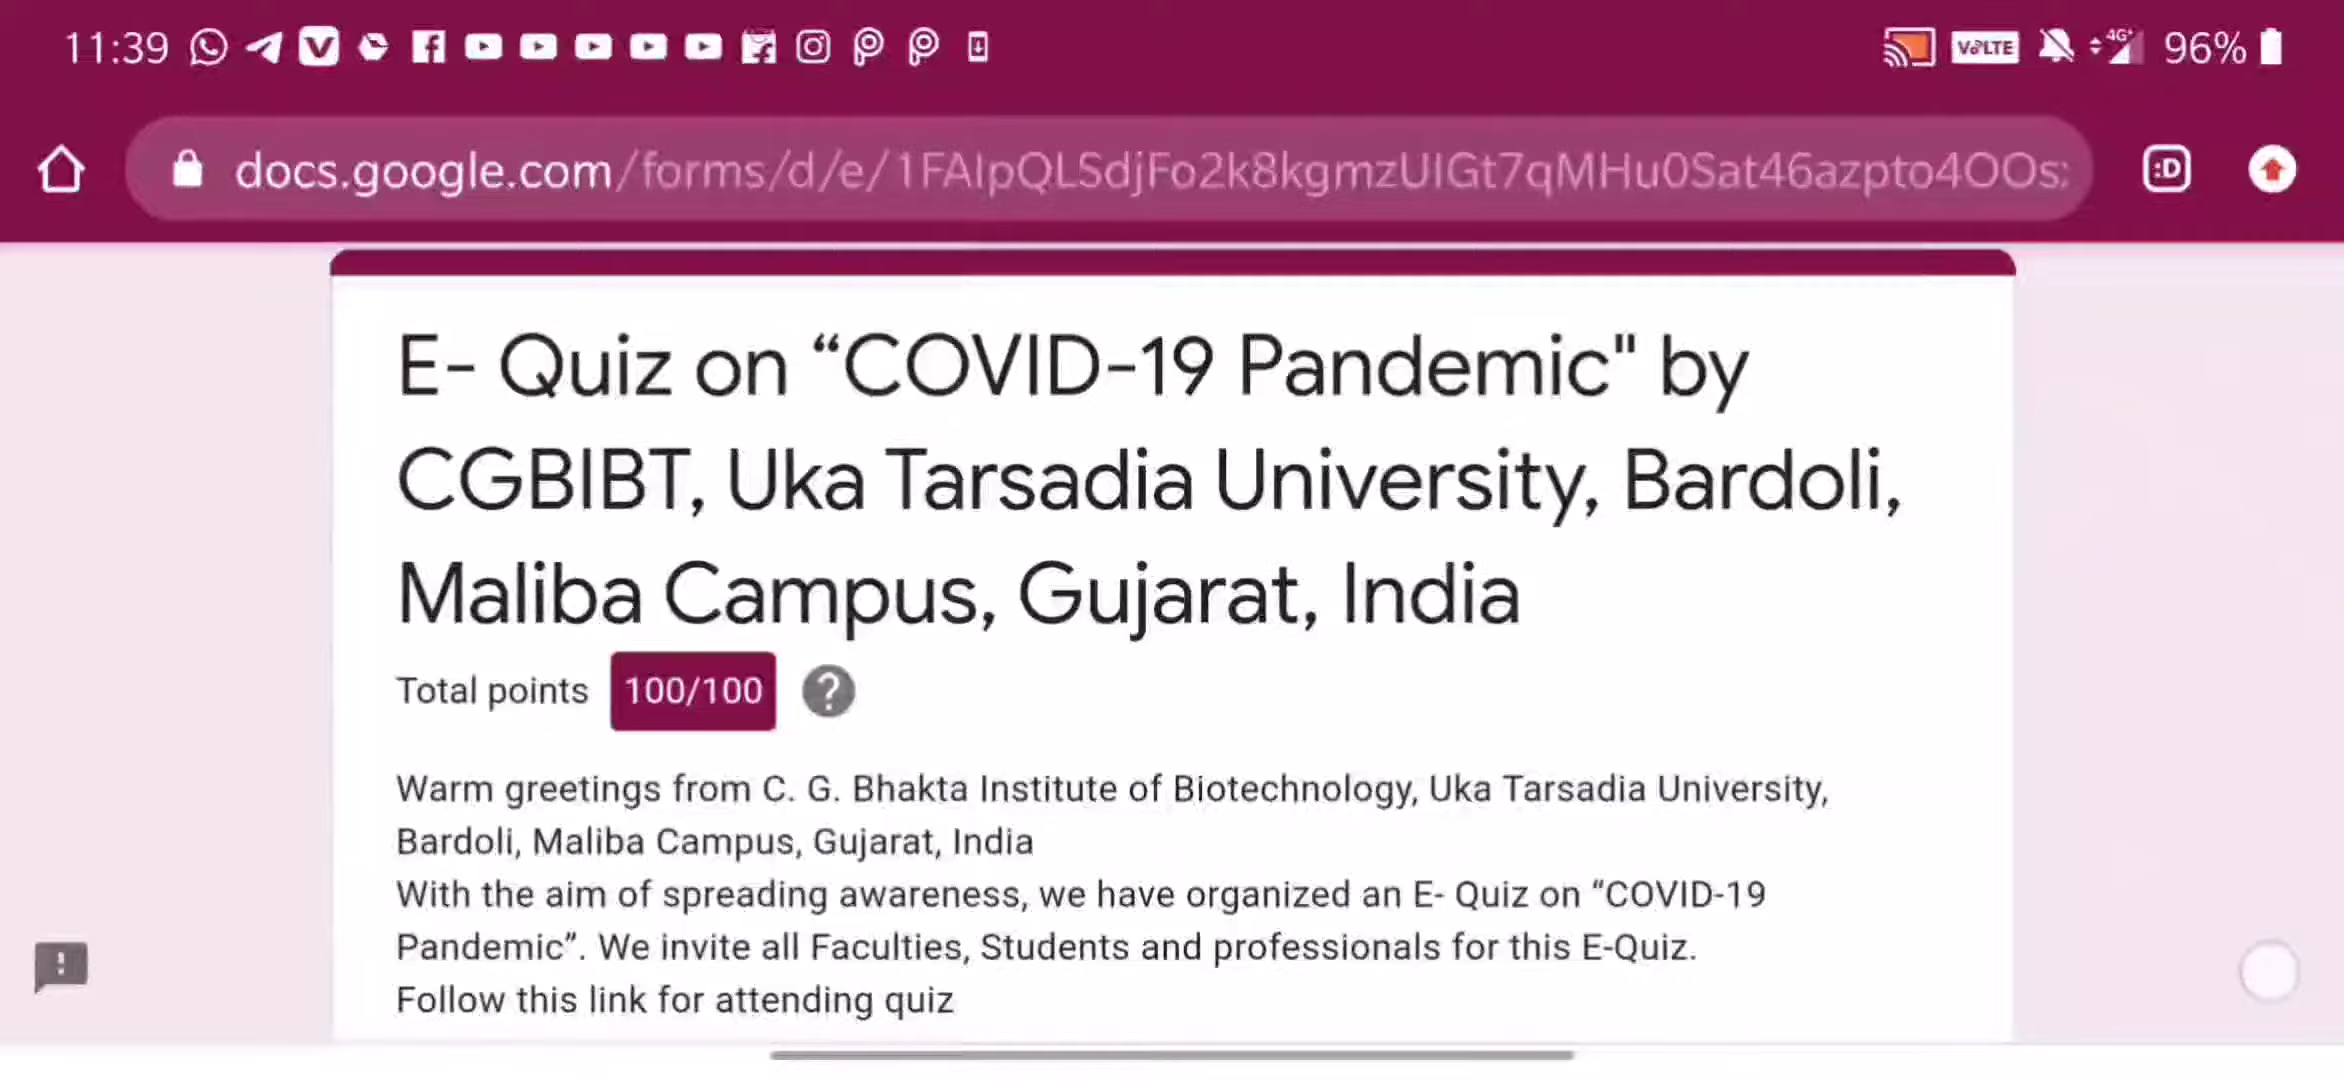 11:39
VoLTE
4G+
96%
docs.google.com/forms/d/e/1FAIpQLSdjFo2k8kgmzUIGt7qMHu0Sat46azpto4OOs
:D
E- Quiz on “COVID-19 Pandemic" by
CGBIBT, Uka Tarsadia University, Bardoli,
Maliba Campus, Gujarat, India
Total points 100/100 ?
Warm greetings from C. G. Bhakta Institute of Biotechnology, Uka Tarsadia University,
Bardoli, Maliba Campus, Gujarat, India
With the aim of spreading awareness, we have organized an E- Quiz on “COVID-19
Pandemic”. We invite all Faculties, Students and professionals for this E-Quiz.
Follow this link for attending quiz